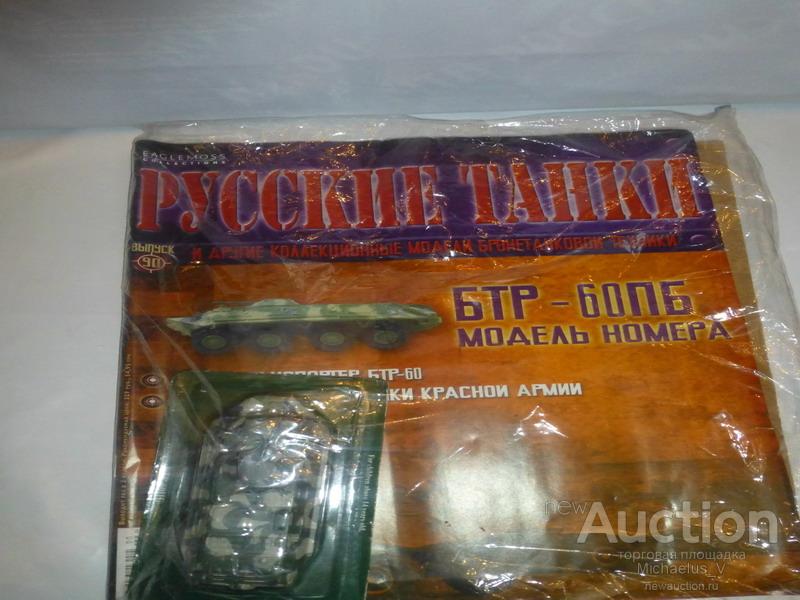 EAGLEMOSS
COLLECTIONS
РУССКИЕ ТАНКИ
ВЫПУСК
90
И ДРУГИЕ КОЛЛЕКЦИОННЫЕ МОДЕЛИ БРОНЕТАНКОВОЙ ТЕХНИКИ
БТР - 60ПБ
МОДЕЛЬ НОМЕРА
БТР-60
КРАСНОЙ АРМИИ
new
Auction
торговая площадка
Michaelus_V
newauction.ru